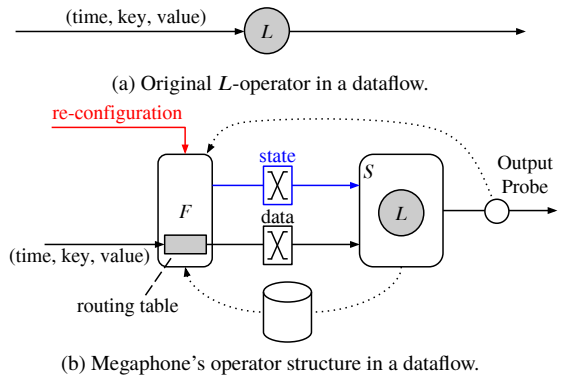 (time, key, value)
L
(a) Original L-operator in a dataflow.
re-configuration
state
S
Output
Probe
F
L
data
(time, key, value)
routing table
(b) Megaphone's operator structure in a dataflow.